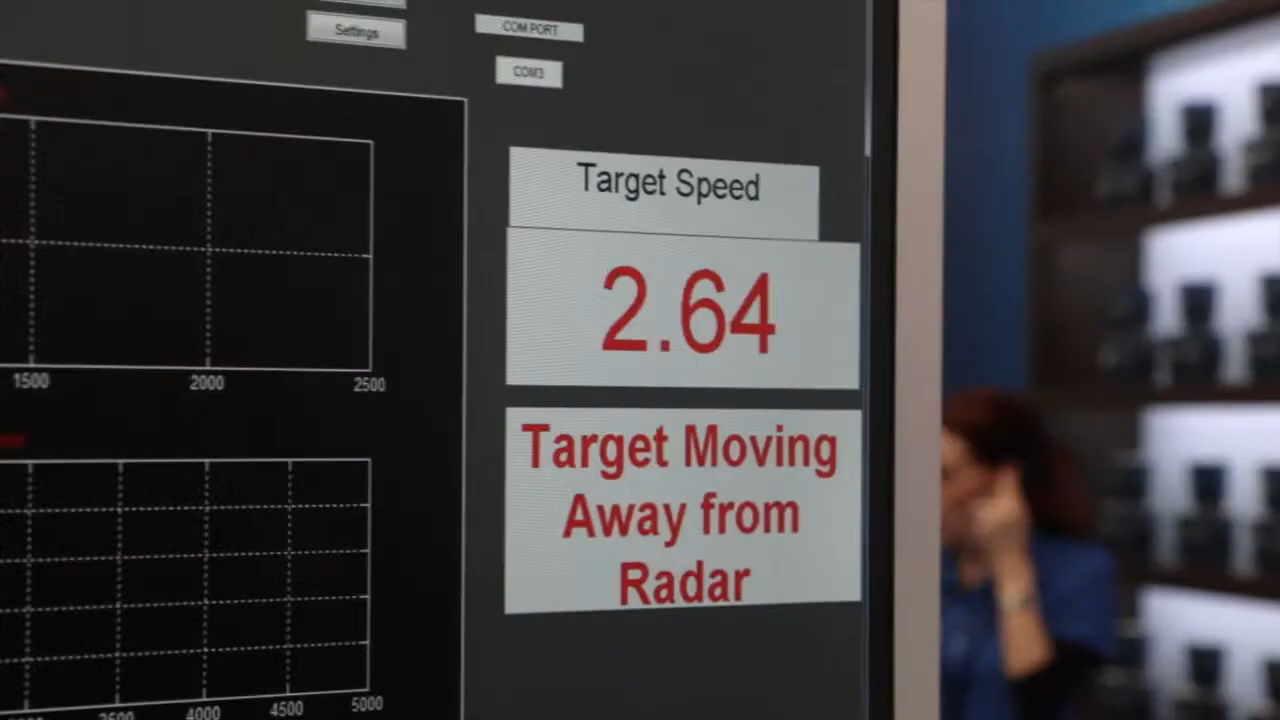 Settings
COM PORT
COM3
Target Speed
2.64
Target Moving
Away from
Radar
1500
2000
2500
3500
4000
4500
5000